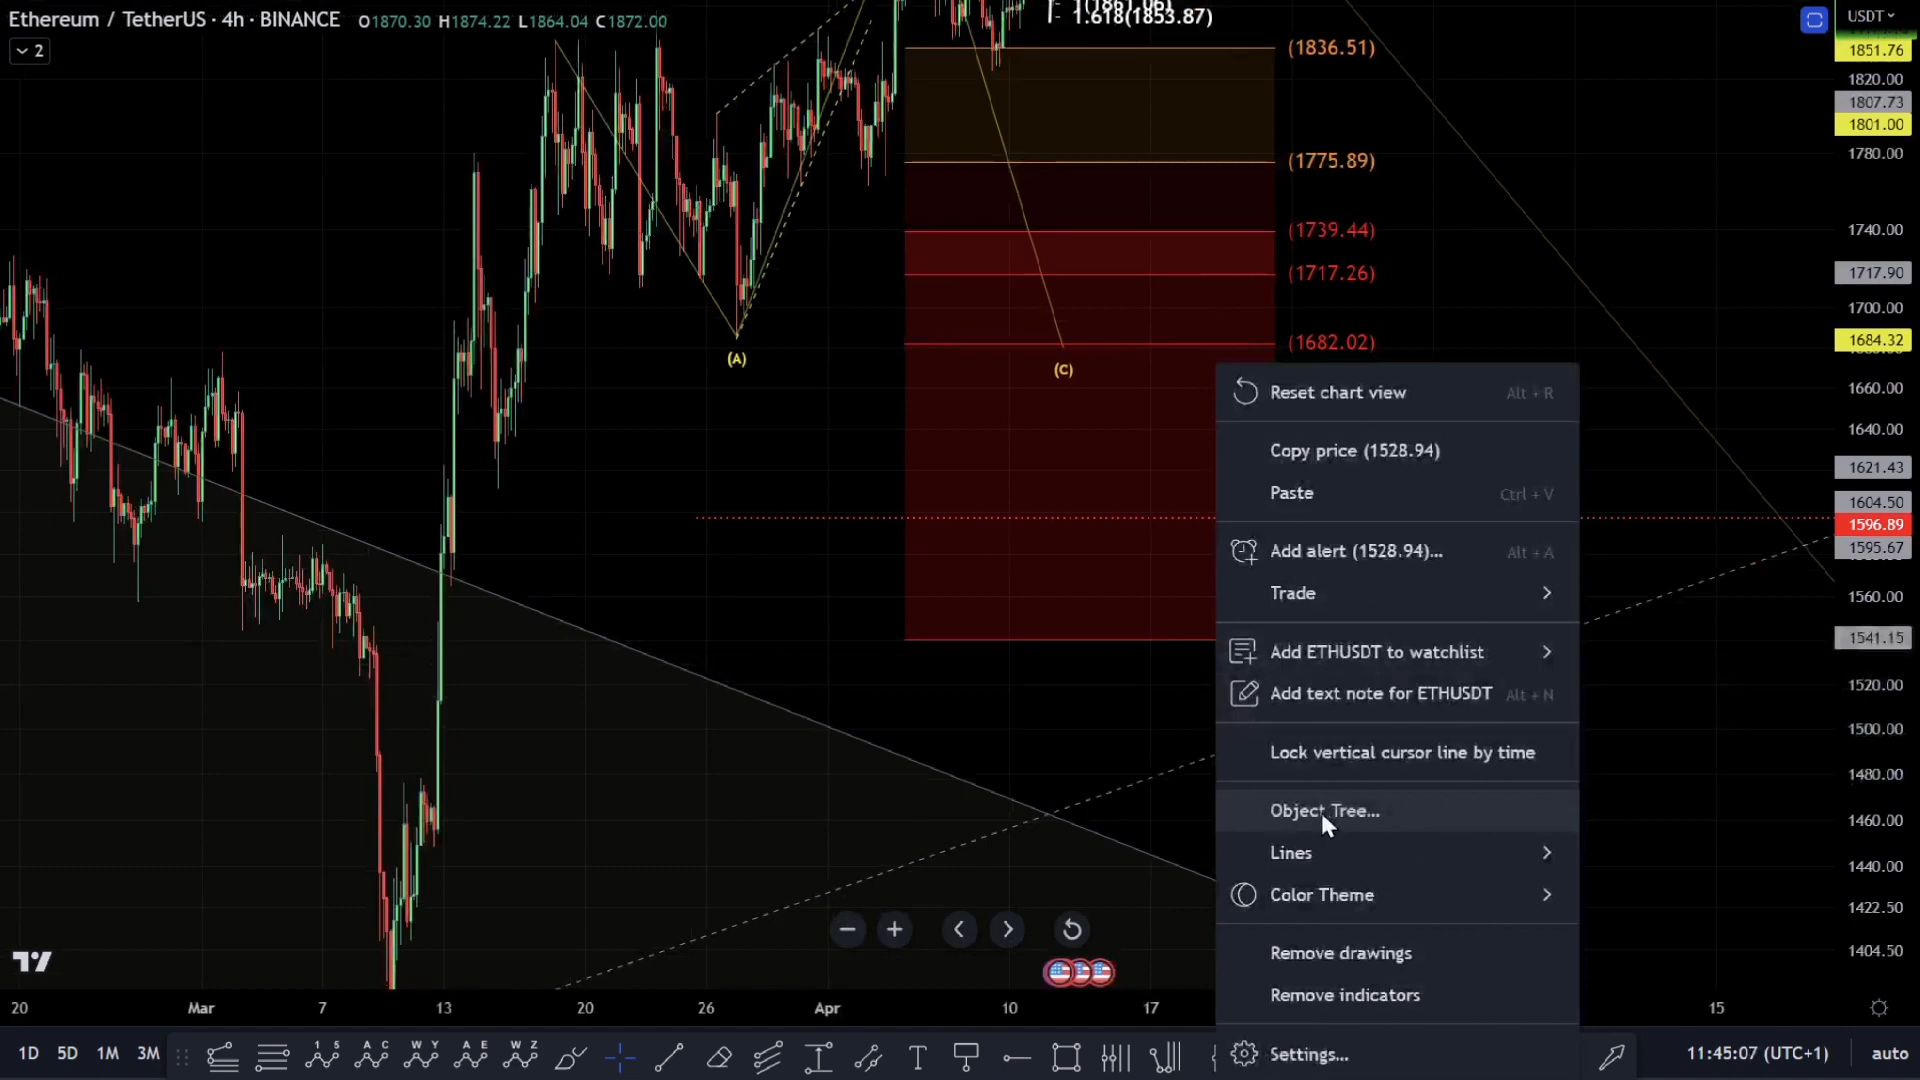 Ethereum / TetherUS · 4h · BINANCE O1870.30 H1874.22 L1864.04 C1872.00
2
1.618(1853.87)
(1836.51)
(1775.89)
(1739.44)
(1717.26)
(1682.02)
(A)
(C)
USDT
1851.76
1820.00
1807.73
1801.00
1780.00
1740.00
1717.90
1700.00
1684.32
1660.00
1640.00
1621.43
1604.50
1596.89
1595.67
1560.00
1541.15
1520.00
1500.00
1480.00
1460.00
1440.00
1422.50
1404.50
Reset chart view Alt + R
Copy price (1528.94)
Paste Ctrl + V
Add alert (1528.94)... Alt + A
Trade
Add ETHUSDT to watchlist
Add text note for ETHUSDT Alt + N
Lock vertical cursor line by time
Object Tree...
Lines
Color Theme
Remove drawings
Remove indicators
Settings...
20 Mar 7 13 20 26 Apr 10 17 15
1D 5D 1M 3M
1 5
A C
W Y
A E
W Z
T
11:45:07 (UTC+1) auto